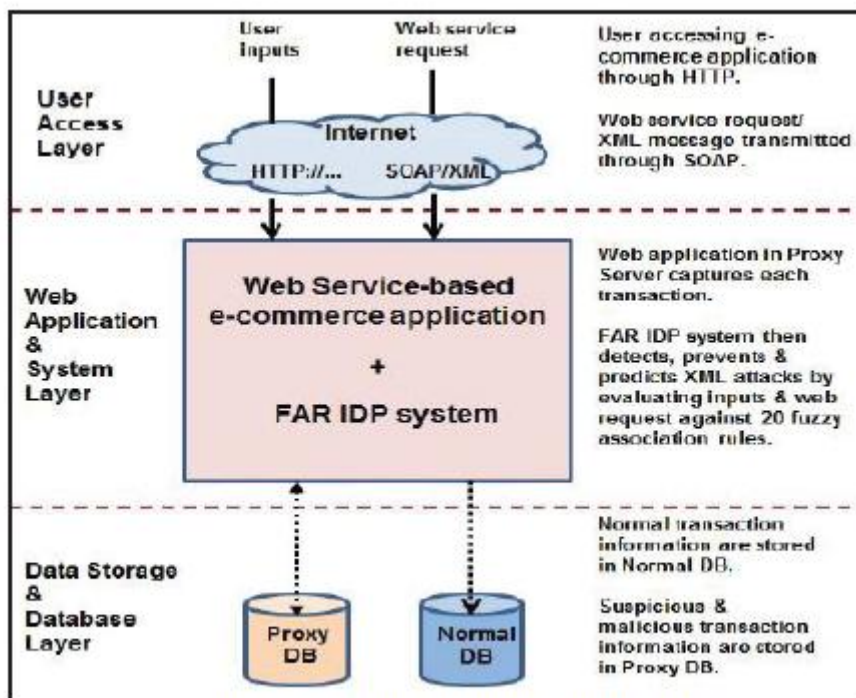 User
inputs
Web service
request
User accessing e-
commerce application
through HTTP.
Web service request/
XML message transmitted
through SOAP.
User
Access
Layer
Internet
HTTP://...
SOAP/XML
Web Service-based
e-commerce application
+
FAR IDP system
Web
Application
&
System
Layer
Web application in Proxy
Server captures each
transaction.
FAR IDP system then
detects, prevents &
predicts XML attacks by
evaluating inputs & web
request against 20 fuzzy
association rules.
Data Storage
&
Database
Layer
Proxy
DB
Normal
DB
Normal transaction
information are stored
in Normal DB.
Suspicious &
malicious transaction
information are stored
in Proxy DB.